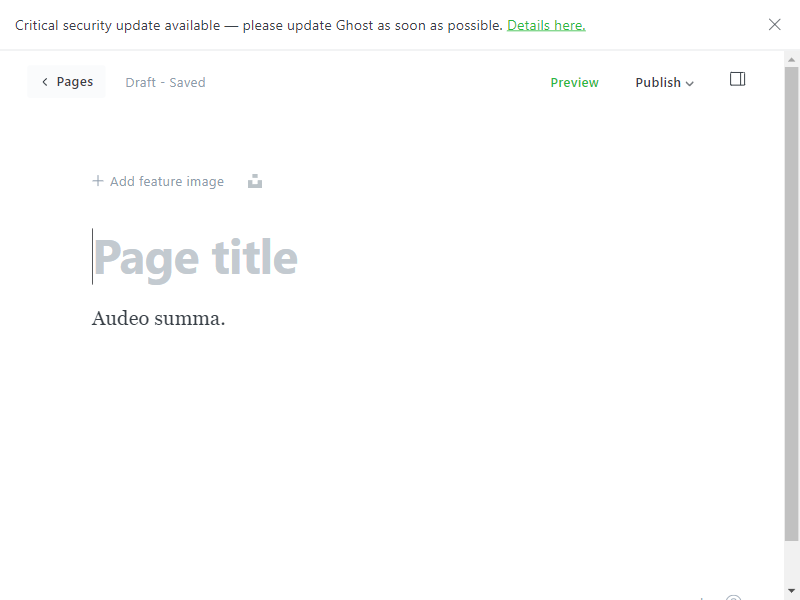 Critical security update available — please update Ghost as soon as possible. Details here.
Pages
Draft - Saved
Preview
Publish
Add feature image
Page title
Audeo summa.